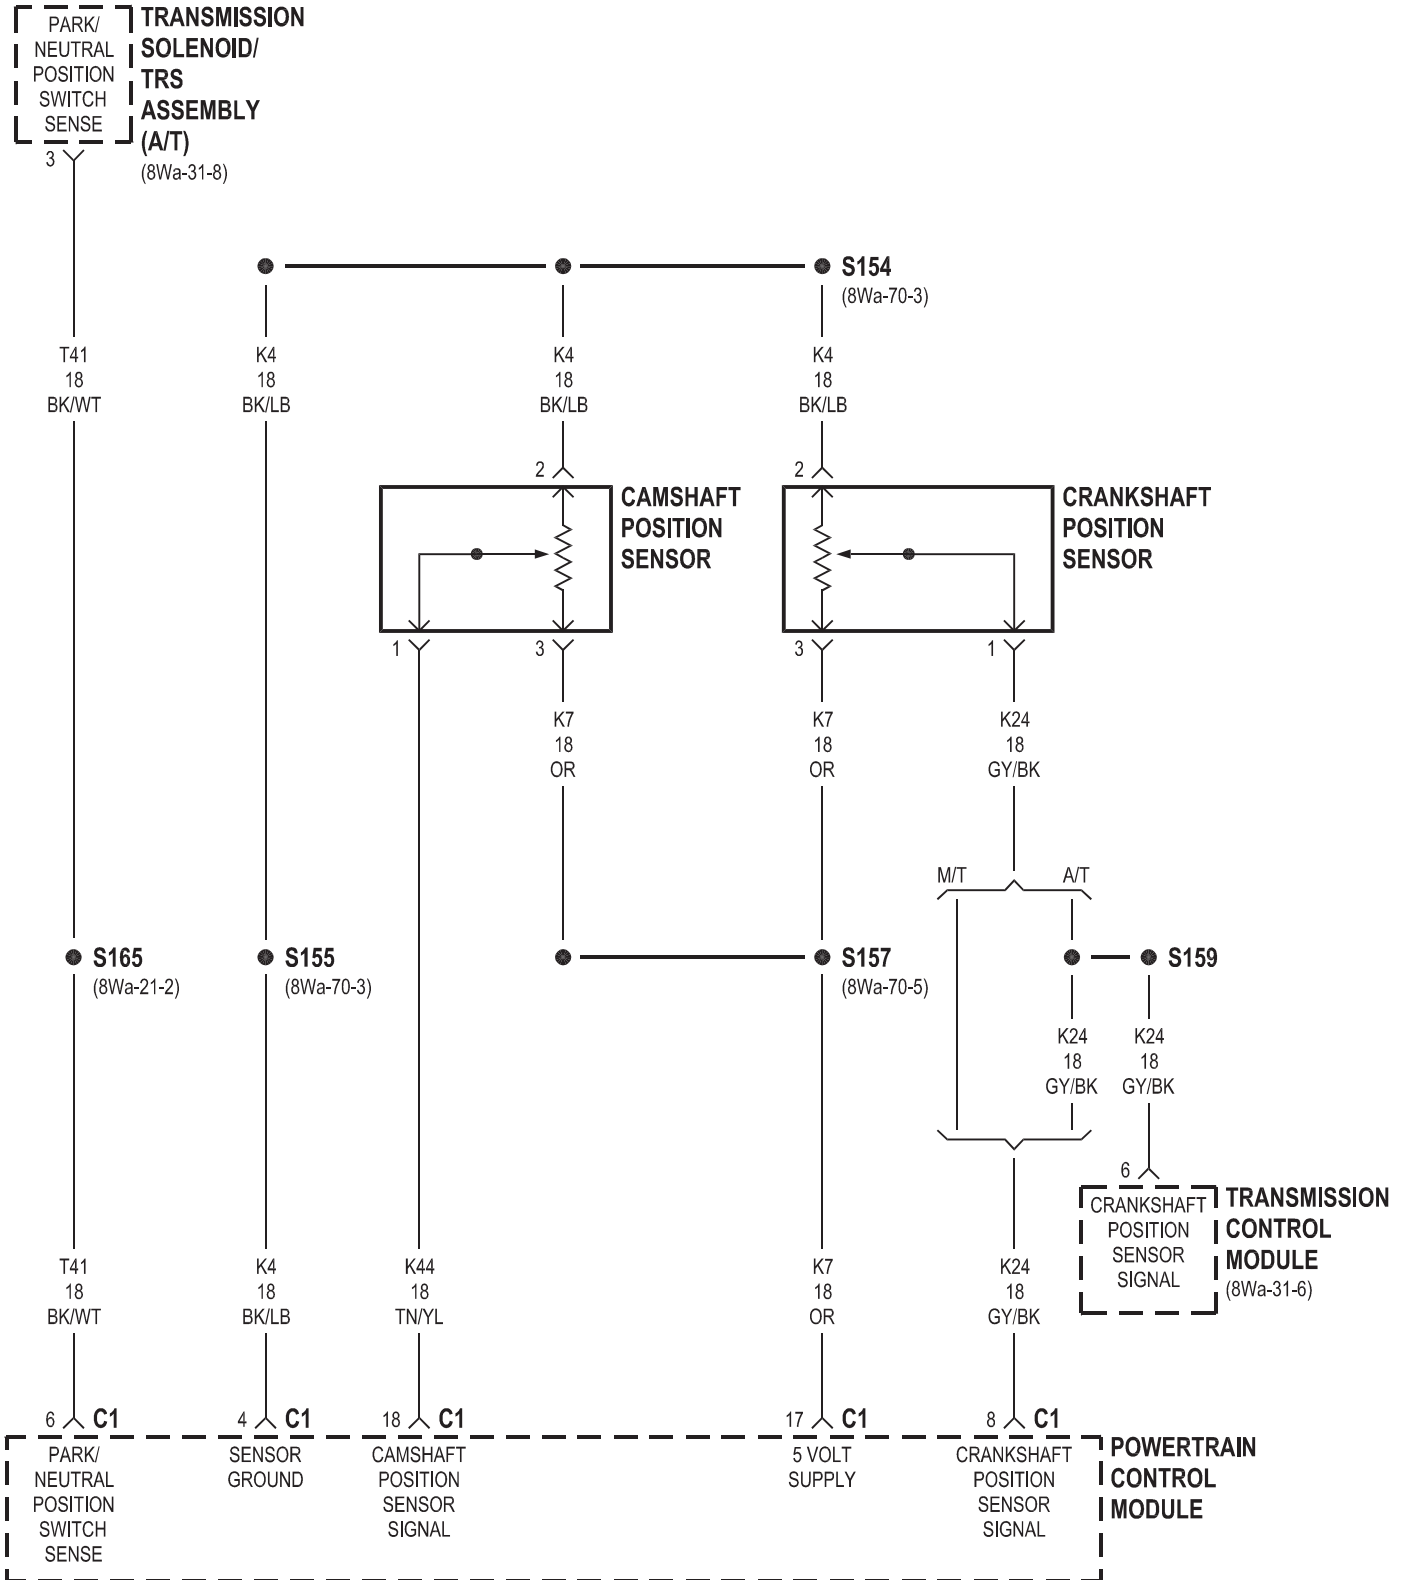 PARK/
NEUTRAL
POSITION
SWITCH
SENSE
TRANSMISSION
SOLENOID/
TRS
ASSEMBLY
(A/T)
(8Wa-31-8)
3
S154
(8Wa-70-3)
T41
18
BK/WT
K4
18
BK/LB
K4
18
BK/LB
K4
18
BK/LB
2
2
CAMSHAFT
POSITION
SENSOR
CRANKSHAFT
POSITION
SENSOR
1
3
3
1
K7
18
OR
K7
18
OR
K24
18
GY/BK
M/T
A/T
S165
(8Wa-21-2)
S155
(8Wa-70-3)
S157
(8Wa-70-5)
S159
K24
18
GY/BK
K24
18
GY/BK
6
CRANKSHAFT
POSITION
SENSOR
SIGNAL
TRANSMISSION
CONTROL
MODULE
(8Wa-31-6)
T41
18
BK/WT
K4
18
BK/LB
K44
18
TN/YL
K7
18
OR
K24
18
GY/BK
6 C1
4 C1
18 C1
17 C1
8 C1
PARK/
NEUTRAL
POSITION
SWITCH
SENSE
SENSOR
GROUND
CAMSHAFT
POSITION
SENSOR
SIGNAL
5 VOLT
SUPPLY
CRANKSHAFT
POSITION
SENSOR
SIGNAL
POWERTRAIN
CONTROL
MODULE